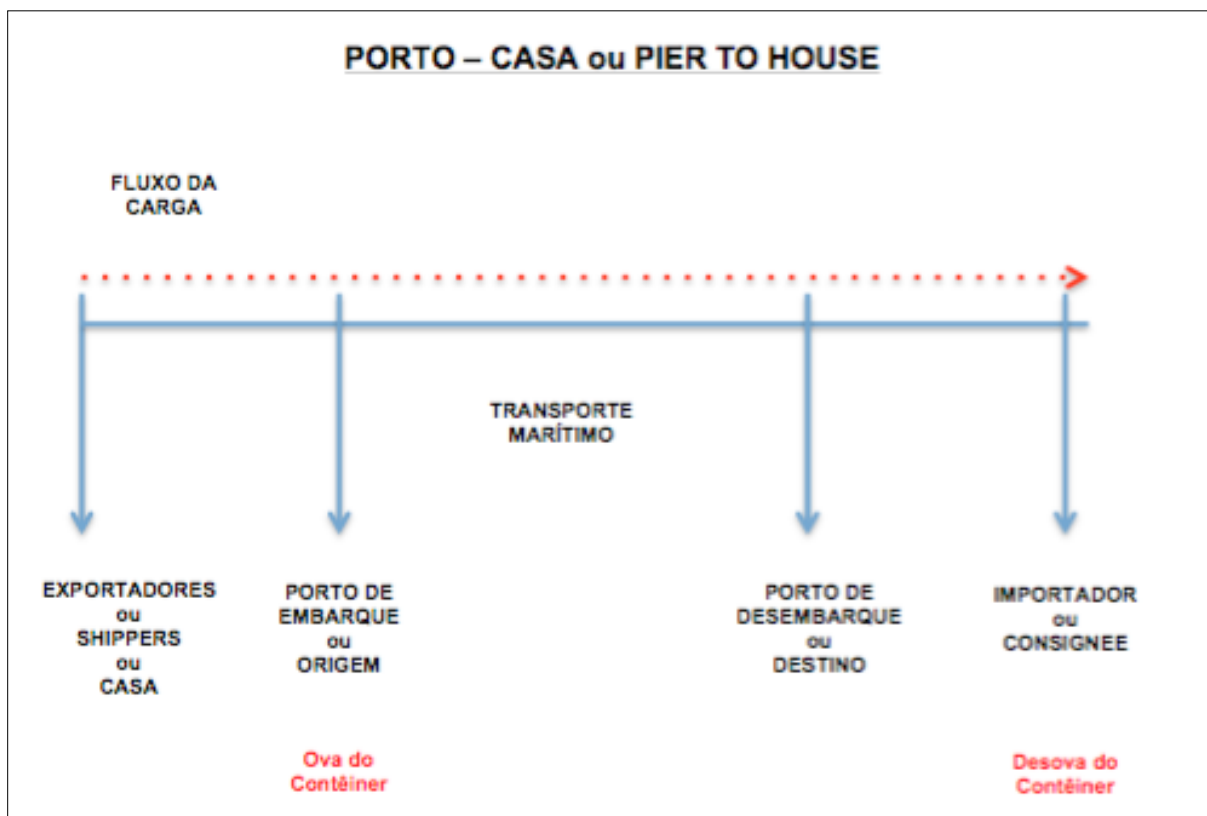 PORTO – CASA ou PIER TO HOUSE
FLUXO DA
CARGA
TRANSPORTE
MARÍTIMO
EXPORTADORES
ou
SHIPPERS
ou
CASA
PORTO DE
EMBARQUE
ou
ORIGEM
PORTO DE
DESEMBARQUE
ou
DESTINO
IMPORTADOR
ou
CONSIGNEE
Ova do
Contêiner
Desova do
Contêiner